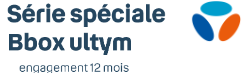 Série spéciale
Bbox ultym
engagement 12 mois